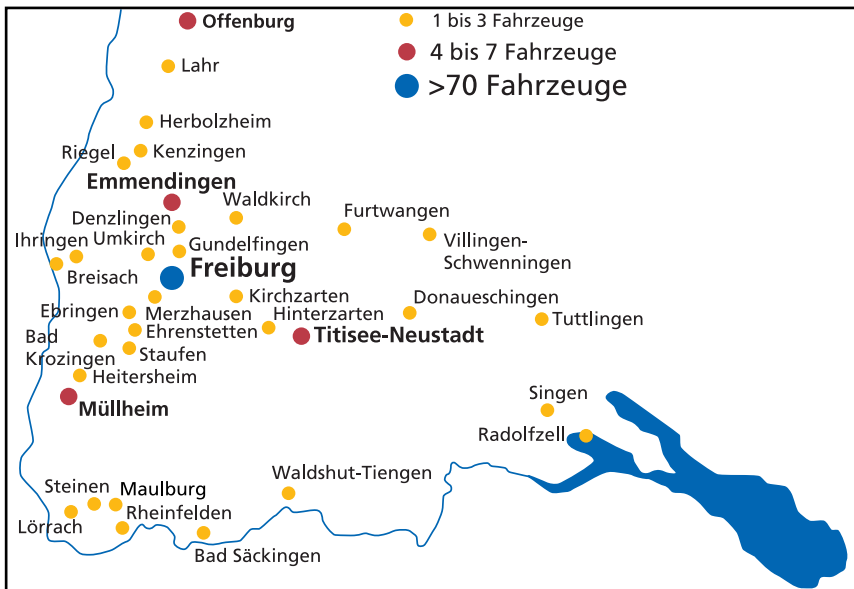 Offenburg
1 bis 3 Fahrzeuge
4 bis 7 Fahrzeuge
>70 Fahrzeuge
Lahr
Herbolzheim
Riegel
Kenzingen
Emmendingen
Waldkirch
Denzlingen
Furtwangen
Ihringen
Umkirch
Gundelfingen
Villingen-
Schwenningen
Breisach
Freiburg
Kirchzarten
Donaueschingen
Ebringen
Merzhausen
Hinterzarten
Tuttlingen
Ehrenstetten
Titisee-Neustadt
Bad
Krozingen
Staufen
Heitersheim
Müllheim
Singen
Radolfzell
Waldshut-Tiengen
Steinen
Maulburg
Rheinfelden
Lörrach
Bad Säckingen